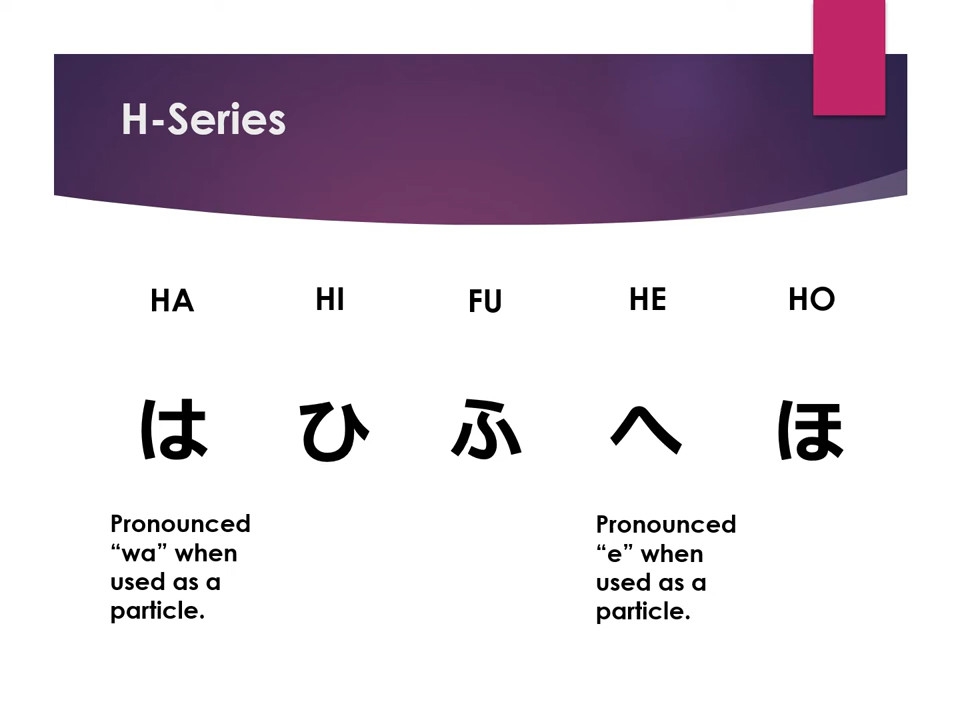 H-Series
HA HI FU HE HO
は ひ ふ へ ほ
Pronounced
“wa” when
used as a
particle.
Pronounced
“e” when
used as a
particle.